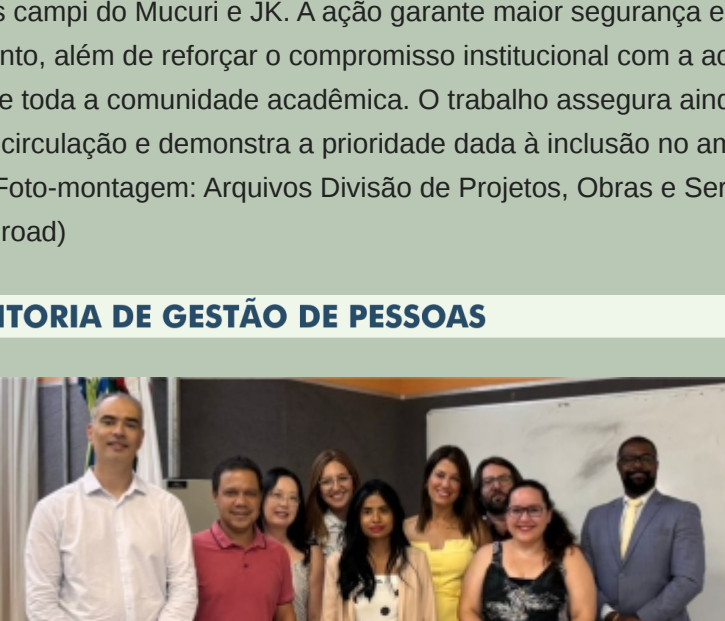 s campi do Mucuri e JK. A ação garante maior segurança e
nto, além de reforçar o compromisso institucional com a ac
e toda a comunidade acadêmica. O trabalho assegura aind
circulação e demonstra a prioridade dada à inclusão no am
Foto-montagem: Arquivos Divisão de Projetos, Obras e Ser
road)
ITORIA DE GESTÃO DE PESSOAS